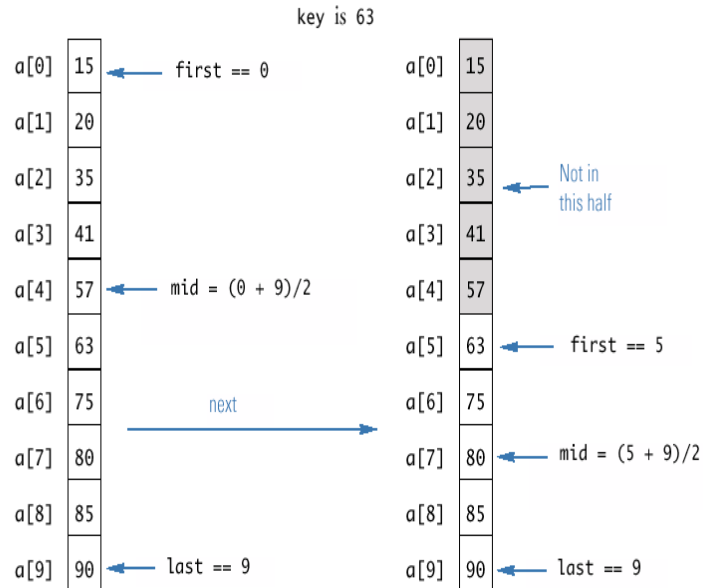 key is 63
a[0] 15 first == 0
a[1] 20
a[2] 35
a[3] 41
a[4] 57 mid = (0 + 9)/2
a[5] 63
a[6] 75
next
a[7] 80
a[8] 85
a[9] 90 last == 9
a[0] 15
a[1] 20
a[2] 35 Not in
this half
a[3] 41
a[4] 57
a[5] 63 first == 5
a[6] 75
a[7] 80 mid = (5 + 9)/2
a[8] 85
a[9] 90 last == 9